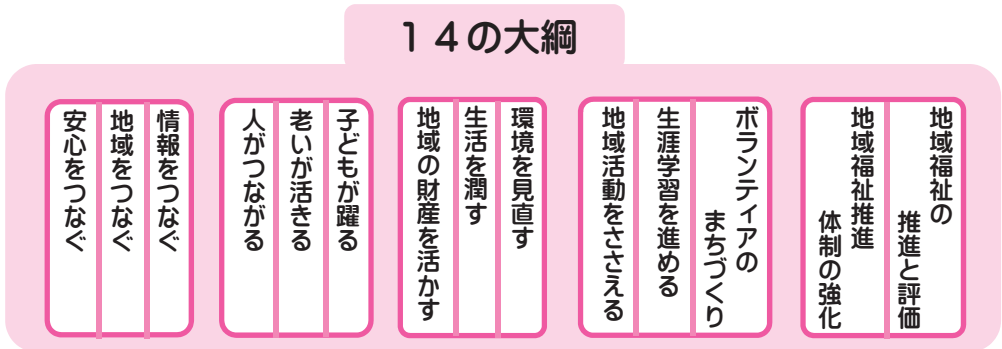 14の大綱
地域福祉の
推進と評価
地域福祉推進
体制の強化
ボランティアの
まちづくり
生涯学習を進める
地域活動をささえる
環境を見直す
生活を潤す
地域の財産を活かす
子どもが躍る
老いが活きる
人がつながる
情報をつなぐ
地域をつなぐ
安心をつなぐ